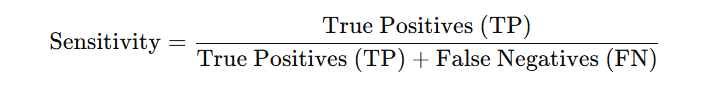 Sensitivity = True Positives (TP) / True Positives (TP) + False Negatives (FN)